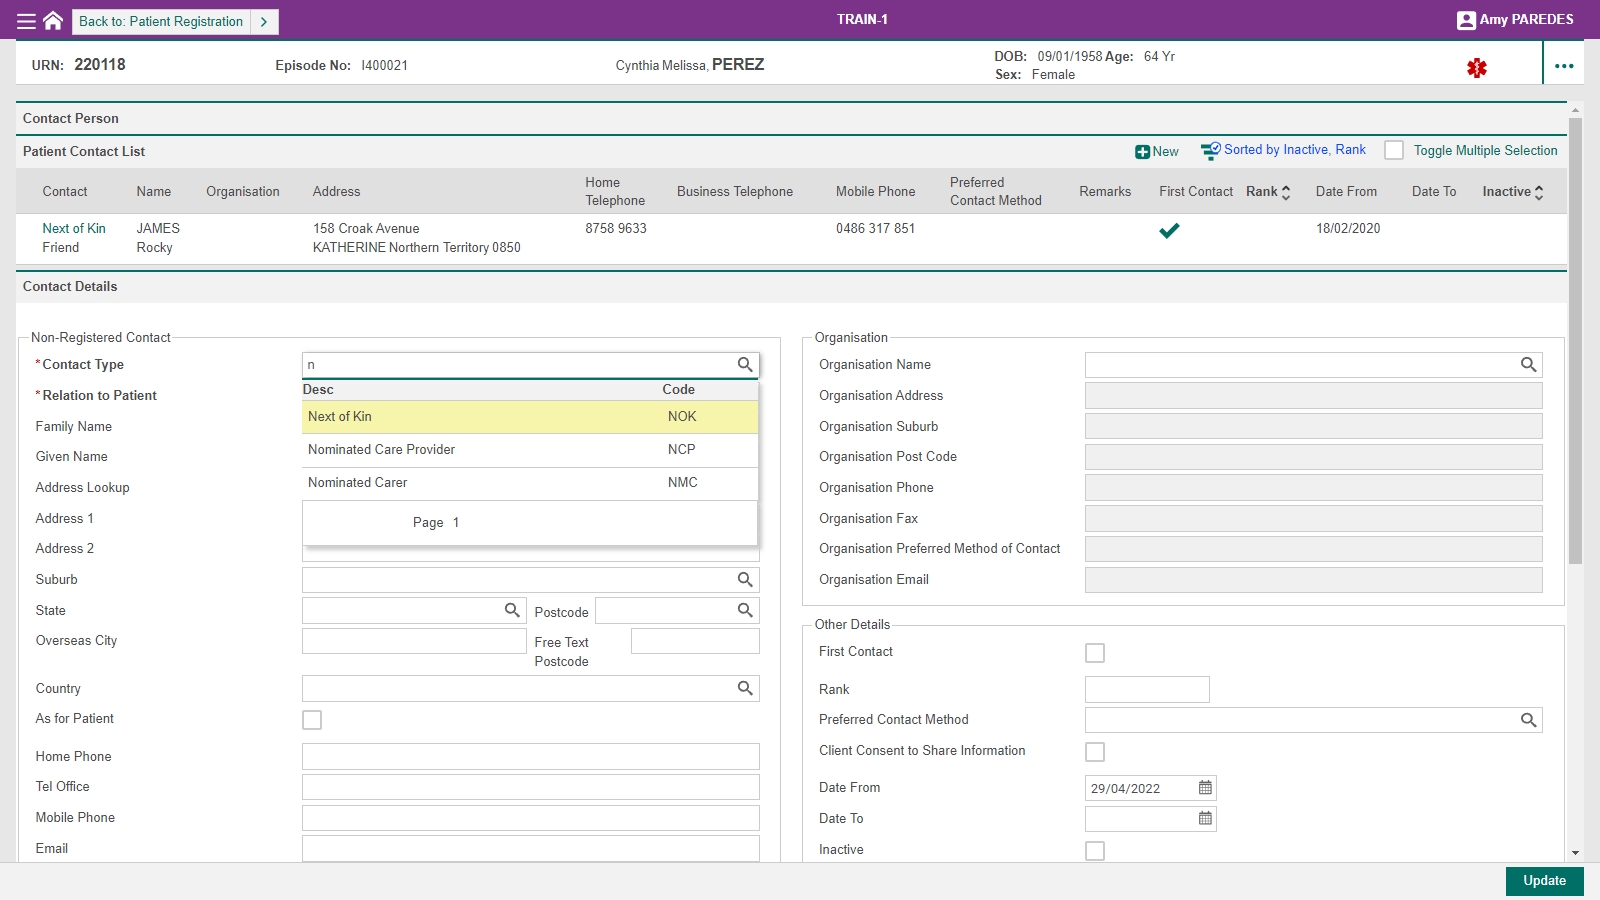 Back to: Patient Registration
TRAIN-1
Amy PAREDES
URN: 220118
Episode No: I400021
Cynthia Melissa, PEREZ
DOB: 09/01/1958 Age: 64 Yr
Sex: Female
Contact Person
Patient Contact List
New
Sorted by Inactive, Rank
Toggle Multiple Selection
Contact Name Organisation Address Home Telephone Business Telephone Mobile Phone Preferred Contact Method Remarks First Contact Rank Date From Date To Inactive
Next of Kin JAMES 158 Croak Avenue 8758 9633 0486 317 851 18/02/2020
Friend Rocky KATHERINE Northern Territory 0850
Contact Details
Non-Registered Contact
*Contact Type n
Desc Code
Next of Kin NOK
Nominated Care Provider NCP
Nominated Carer NMC
Page 1
*Relation to Patient
Family Name
Given Name
Address Lookup
Address 1
Address 2
Suburb
State
Postcode
Overseas City
Free Text
Postcode
Country
As for Patient
Home Phone
Tel Office
Mobile Phone
Email
Organisation
Organisation Name
Organisation Address
Organisation Suburb
Organisation Post Code
Organisation Phone
Organisation Fax
Organisation Preferred Method of Contact
Organisation Email
Other Details
First Contact
Rank
Preferred Contact Method
Client Consent to Share Information
Date From 29/04/2022
Date To
Inactive
Update